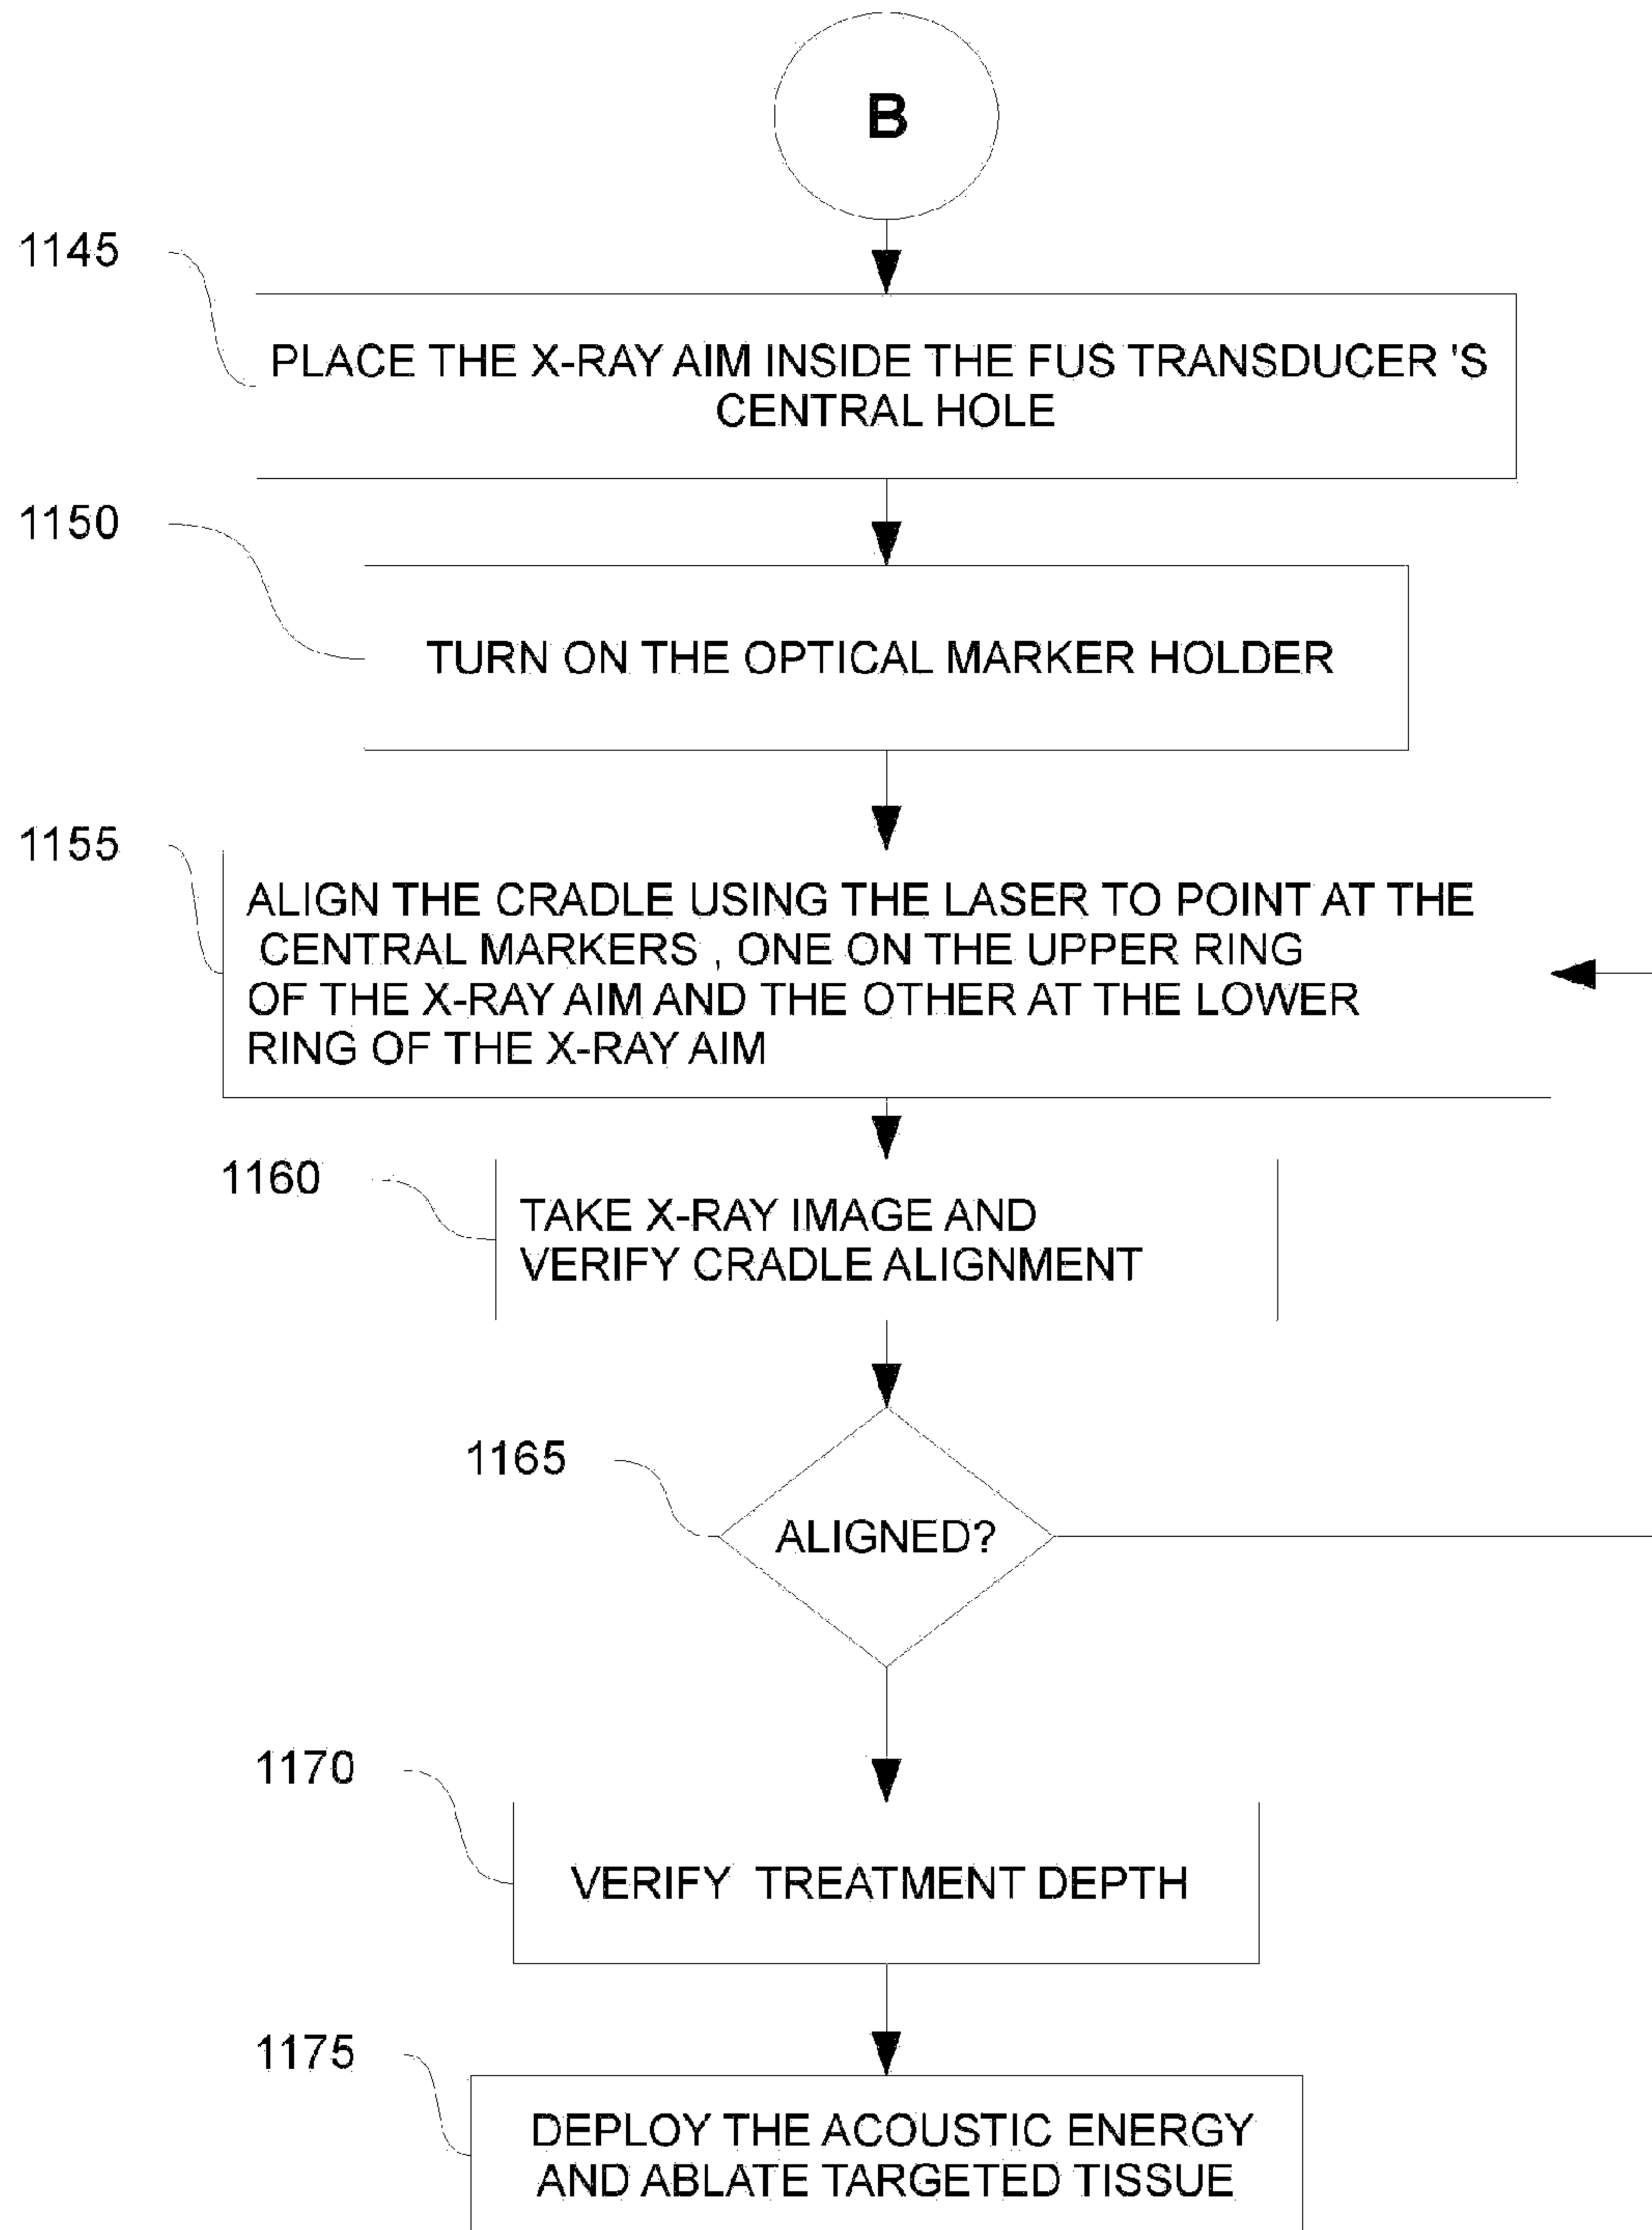 B
1145
PLACE THE X-RAY AIM INSIDE THE FUS TRANSDUCER 'S
CENTRAL HOLE
1150
TURN ON THE OPTICAL MARKER HOLDER
1155
ALIGN THE CRADLE USING THE LASER TO POINT AT THE
CENTRAL MARKERS , ONE ON THE UPPER RING
OF THE X-RAY AIM AND THE OTHER AT THE LOWER
RING OF THE X-RAY AIM
1160
TAKE X-RAY IMAGE AND
VERIFY CRADLE ALIGNMENT
1165
ALIGNED?
1170
VERIFY TREATMENT DEPTH
1175
DEPLOY THE ACOUSTIC ENERGY
AND ABLATE TARGETED TISSUE